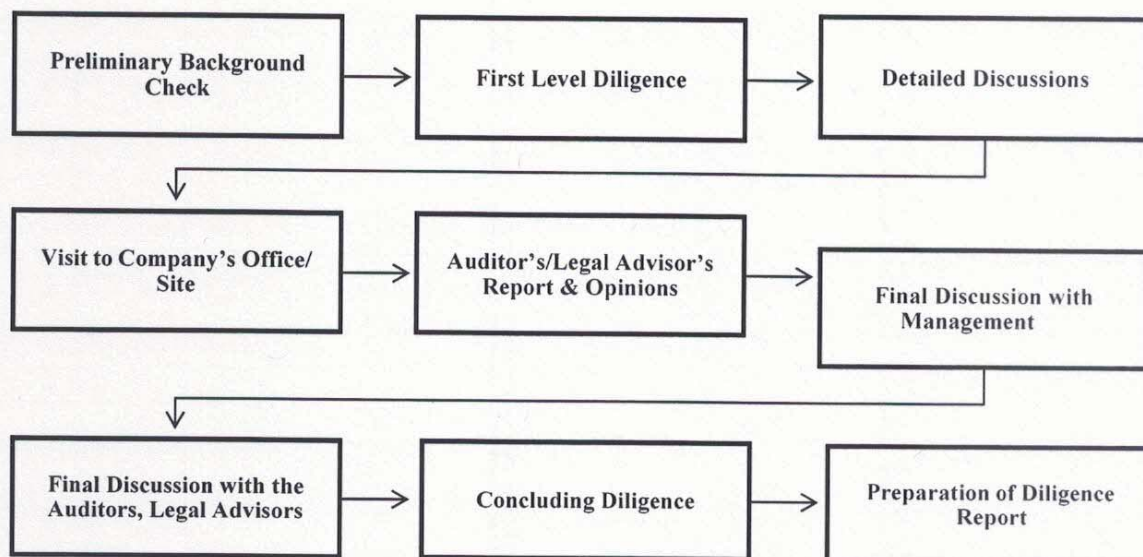 Preliminary Background
Check
First Level Diligence
Detailed Discussions
Visit to Company's Office/
Site
Auditor's/Legal Advisor's
Report & Opinions
Final Discussion with
Management
Final Discussion with the
Auditors, Legal Advisors
Concluding Diligence
Preparation of Diligence
Report